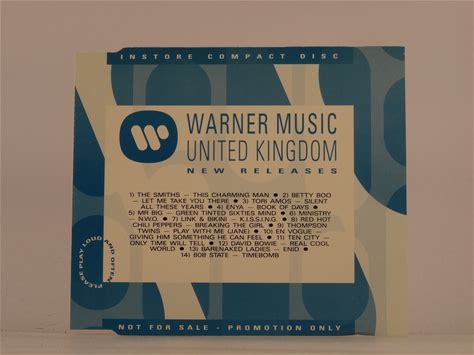 INSTORE COMPACT DISC
WARNER MUSIC
UNITED KINGDOM
NEW RELEASES
1) THE SMITHS – THIS CHARMING MAN ● 2) BETTY BOO
– LET ME TAKE YOU THERE ● 3) TORI AMOS – SILENT
ALL THESE YEARS ● 4) ENYA – BOOK OF DAYS ●
5) MR BIG – GREEN TINTED SIXTIES MIND ● 6) MINISTRY
– N.W.O. ● 7) LINK & BIKINI – K.I.S.S.I.N.G. ● 8) RED HOT
CHILI PEPPERS – BREAKING THE GIRL ● 9) THOMPSON
TWINS – PLAY WITH ME (JANE) ● 10) EN VOGUE –
GIVING HIM SOMETHING HE CAN FEEL ● 11) TEN CITY –
ONLY TIME WILL TELL ● 12) DAVID BOWIE – REAL COOL
WORLD ● 13) BARENAKED LADIES – ENID ●
14) 808 STATE – TIMEBOMB
PLEASE PLAY LOUD AND OFTEN
NOT FOR SALE – PROMOTION ONLY